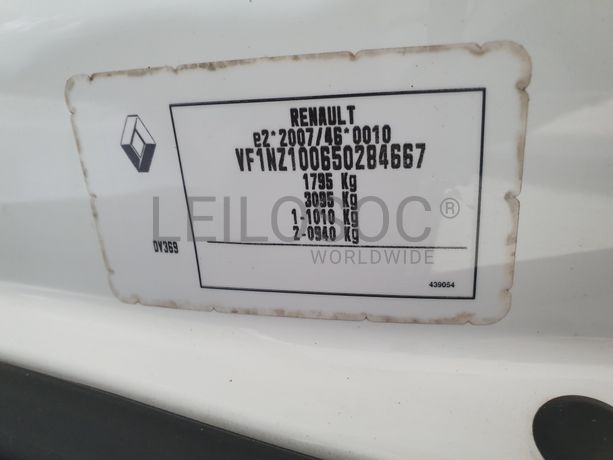 RENAULT
e2*2007/46*0010
VF1NZ100650284667
1795 Kg
3095 Kg
1-1010 Kg
2-0940 Kg
LEILOSOC®
WORLDWIDE
DV369
439054